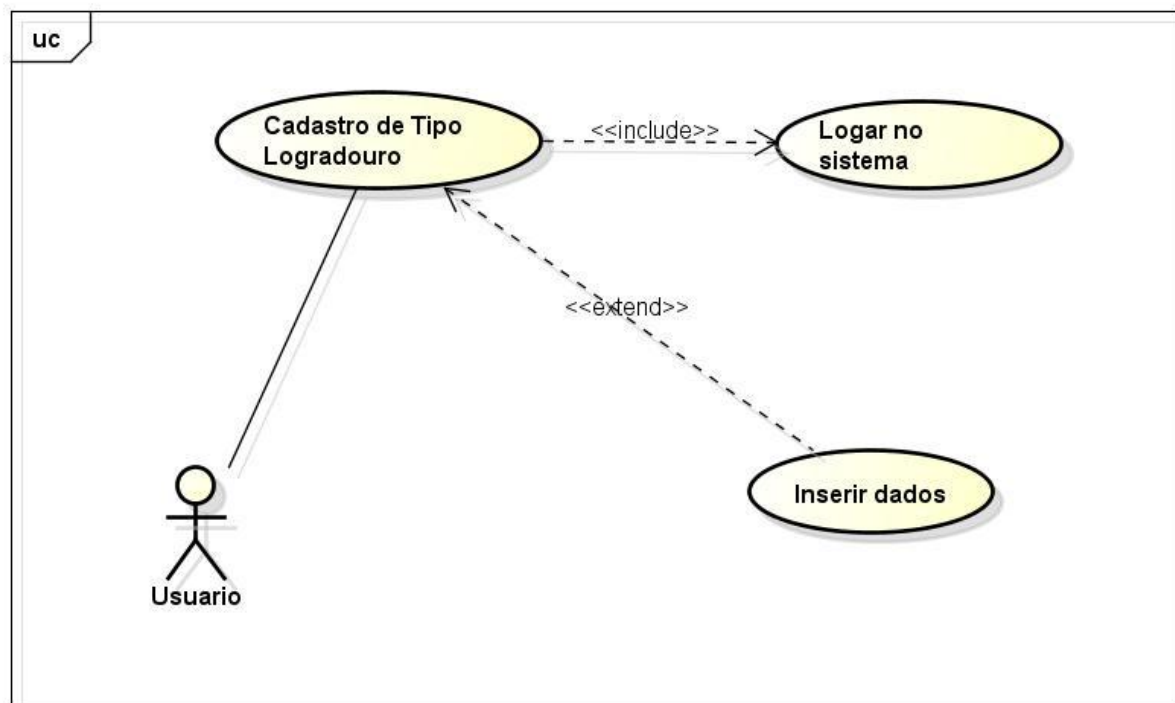 uc
Cadastro de Tipo
Logradouro
<<include>>
Logar no
sistema
<<extend>>
Inserir dados
Usuario